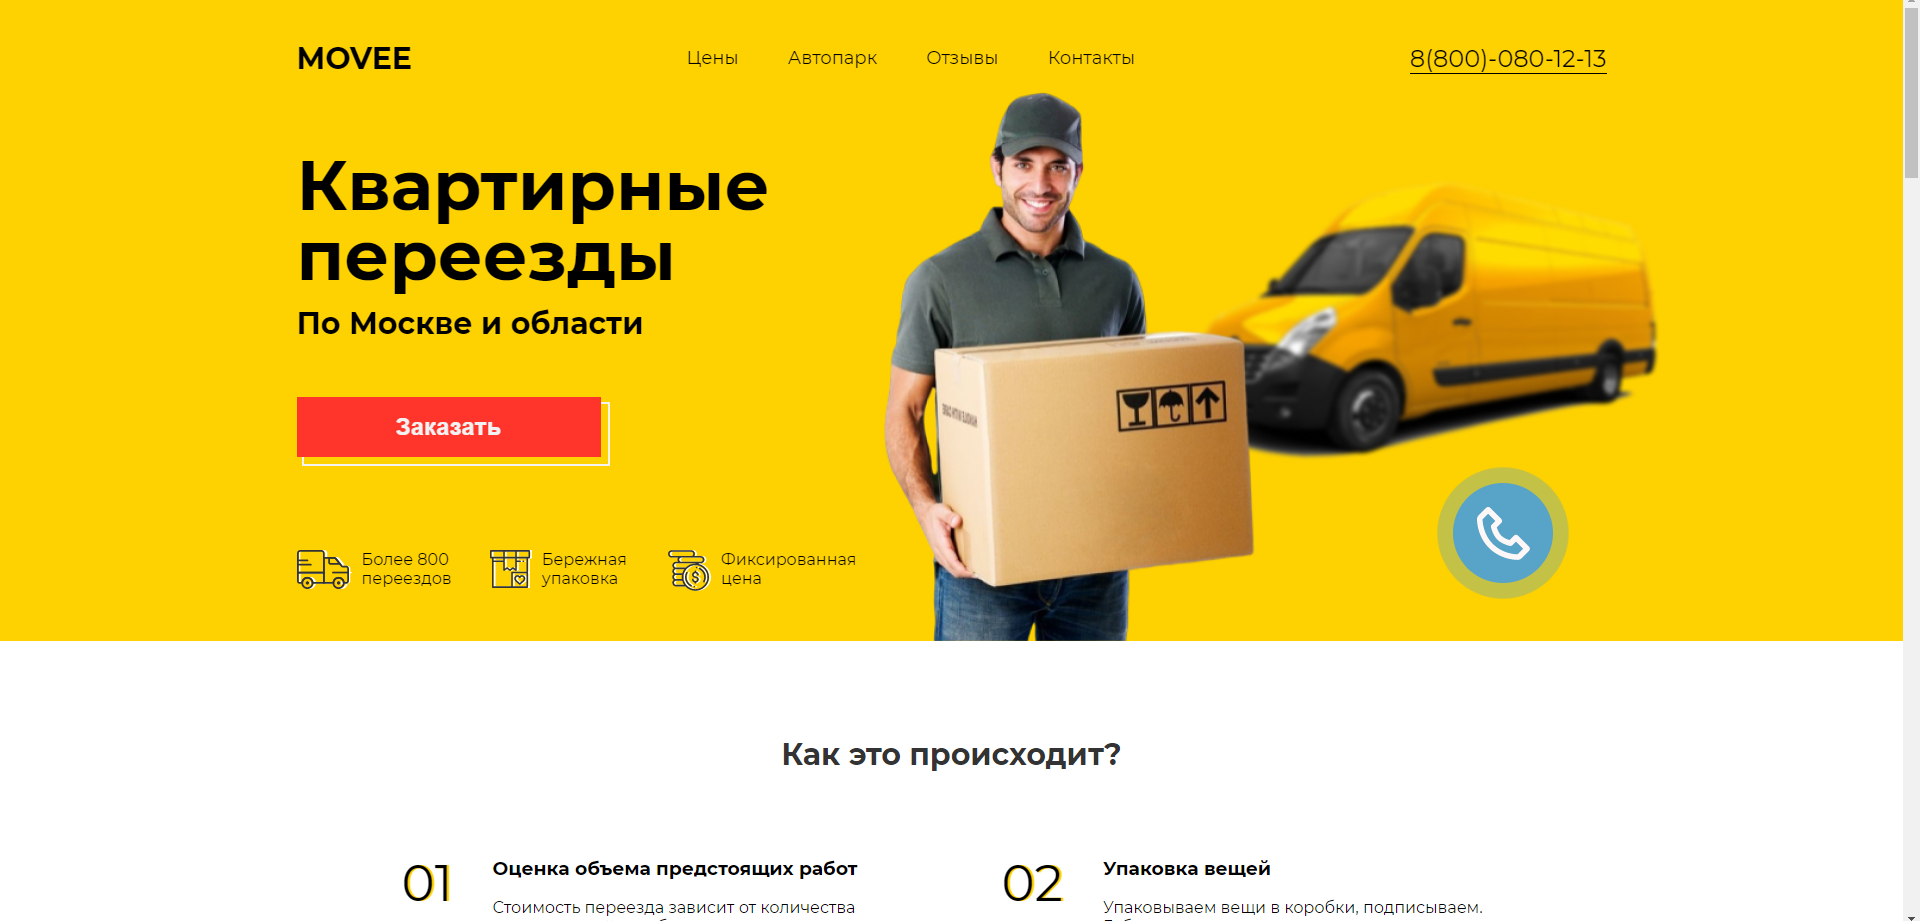 MOVEE
Цены
Автопарк
Отзывы
Контакты
8(800)-080-12-13
Квартирные
переезды
По Москве и области
Заказать
Более 800
переездов
Бережная
упаковка
Фиксированная
цена
Как это происходит?
01
Оценка объема предстоящих работ
Стоимость переезда зависит от количества
02
Упаковка вещей
Упаковываем вещи в коробки, подписываем.